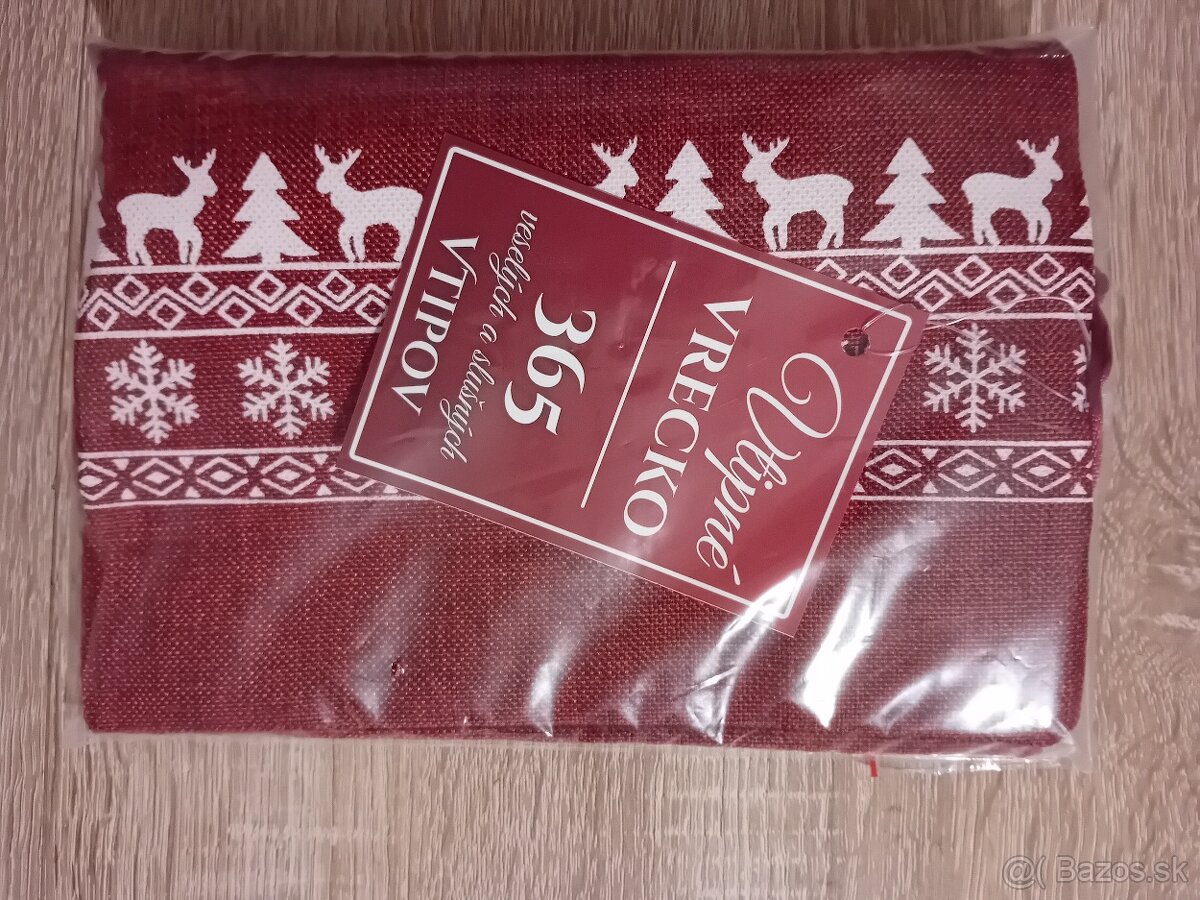 Vtipné
VRECKO
365
veselých a slušných
VTIPOV
@( Bazos.sk